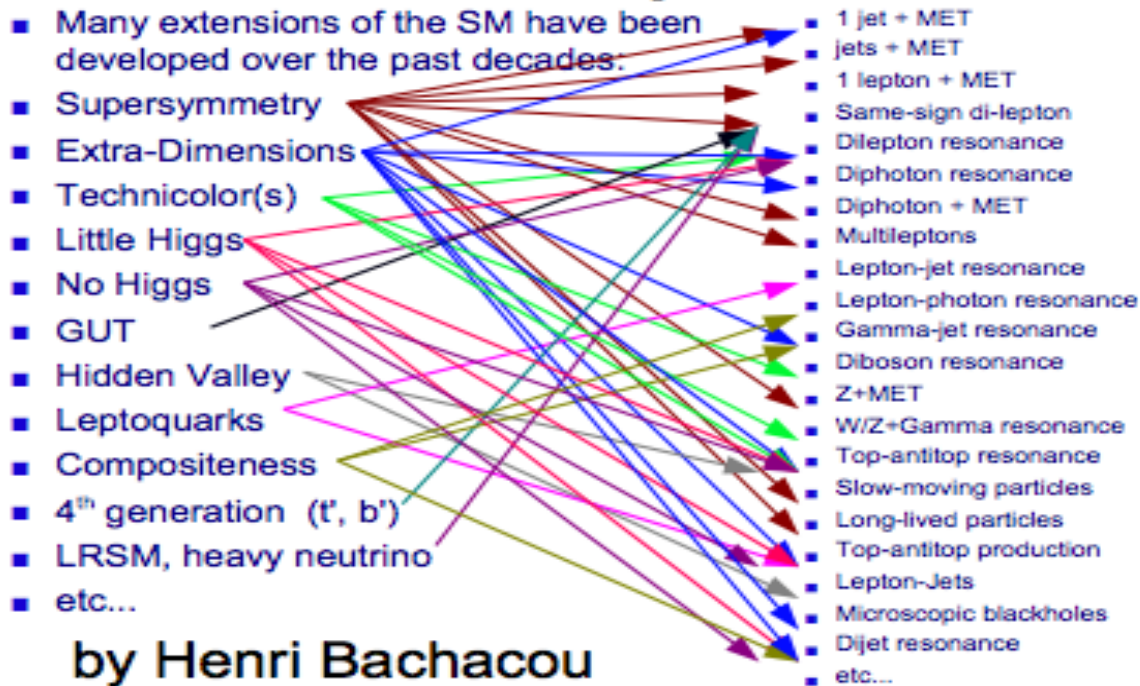 Many extensions of the SM have been
developed over the past decades:
Supersymmetry
Extra-Dimensions
Technicolor(s)
Little Higgs
No Higgs
GUT
Hidden Valley
Leptoquarks
Compositeness
4th generation (t', b')
LRSM, heavy neutrino
etc...
by Henri Bachacou
1 jet + MET
jets + MET
1 lepton + MET
Same-sign di-lepton
Dilepton resonance
Diphoton resonance
Diphoton + MET
Multileptons
Lepton-jet resonance
Lepton-photon resonance
Gamma-jet resonance
Diboson resonance
Z+MET
W/Z+Gamma resonance
Top-antitop resonance
Slow-moving particles
Long-lived particles
Top-antitop production
Lepton-Jets
Microscopic blackholes
Dijet resonance
etc...